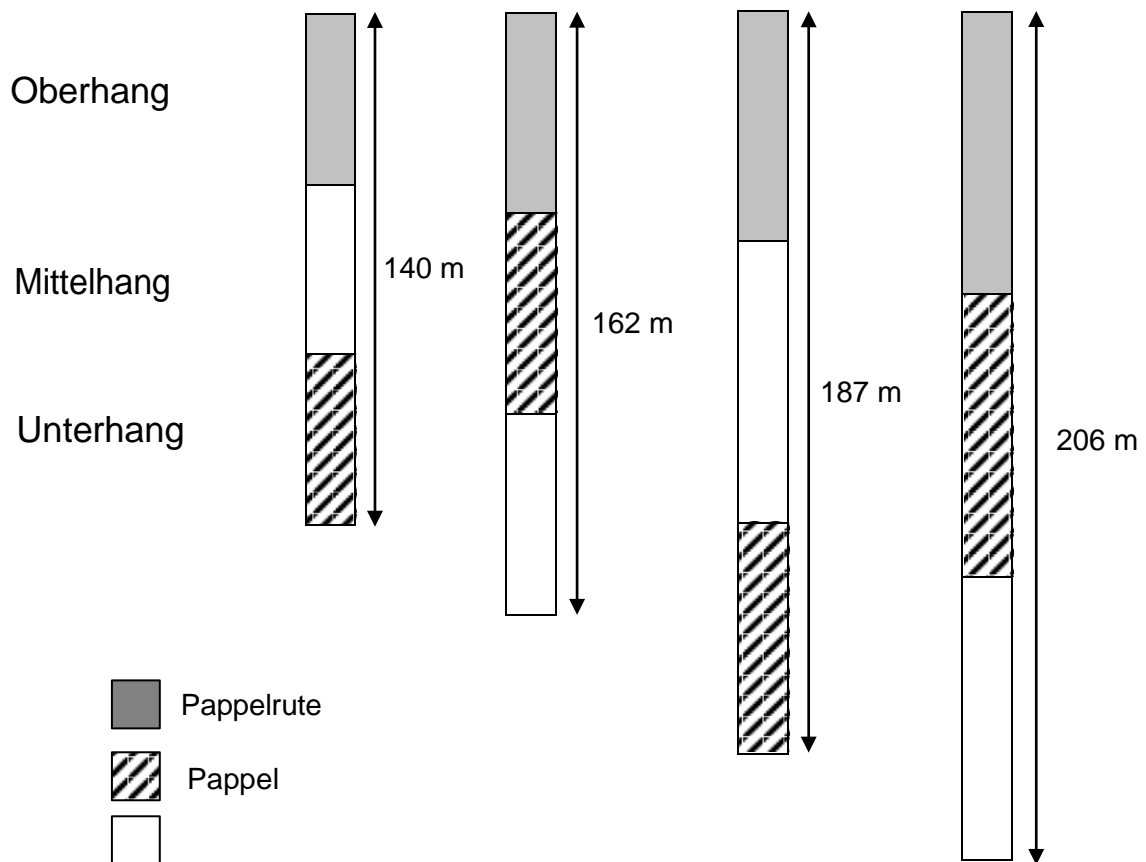 Oberhang
Mittelhang
140 m
162 m
187 m
Unterhang
206 m
Pappelrute
Pappel